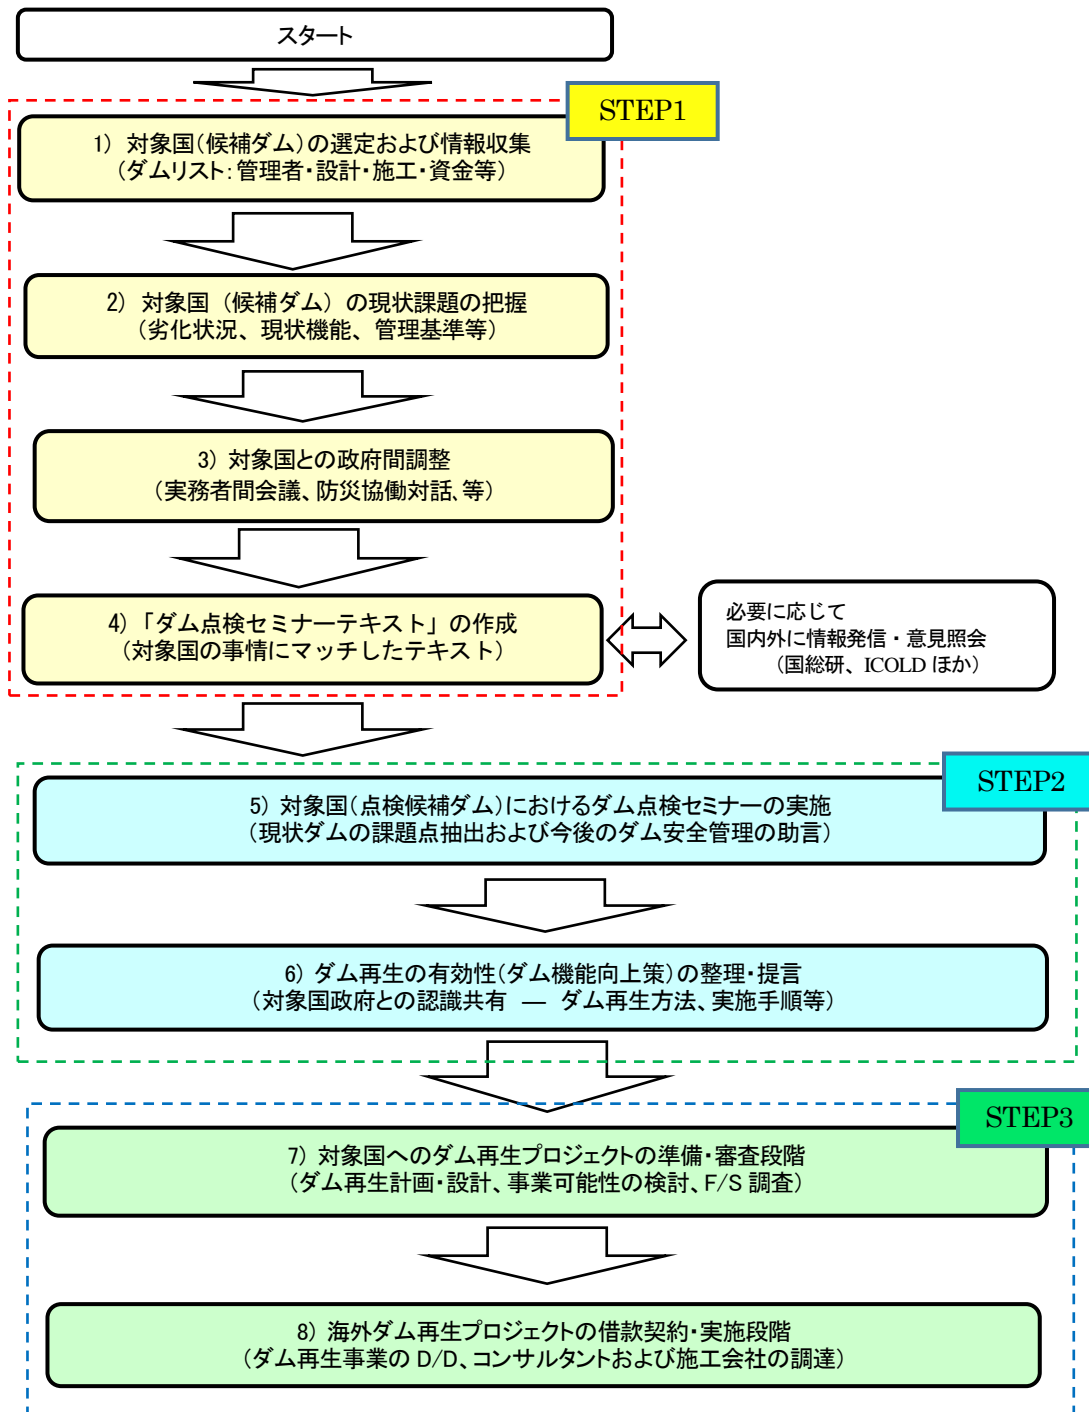 スタート
STEP1
1) 対象国(候補ダム)の選定および情報収集
(ダムリスト:管理者・設計・施工・資金等)
2) 対象国 (候補ダム) の現状課題の把握
(劣化状況、現状機能、管理基準等)
3) 対象国との政府間調整
(実務者間会議、防災協働対話、等)
4)「ダム点検セミナーテキスト」の作成
(対象国の事情にマッチしたテキスト)
必要に応じて
国内外に情報発信・意見照会
(国総研、ICOLD ほか)
STEP2
5) 対象国(点検候補ダム)におけるダム点検セミナーの実施
(現状ダムの課題点抽出および今後のダム安全管理の助言)
6) ダム再生の有効性(ダム機能向上策)の整理・提言
(対象国政府との認識共有 ― ダム再生方法、実施手順等)
STEP3
7) 対象国へのダム再生プロジェクトの準備・審査段階
(ダム再生計画・設計、事業可能性の検討、F/S 調査)
8) 海外ダム再生プロジェクトの借款契約・実施段階
(ダム再生事業の D/D、コンサルタントおよび施工会社の調達)